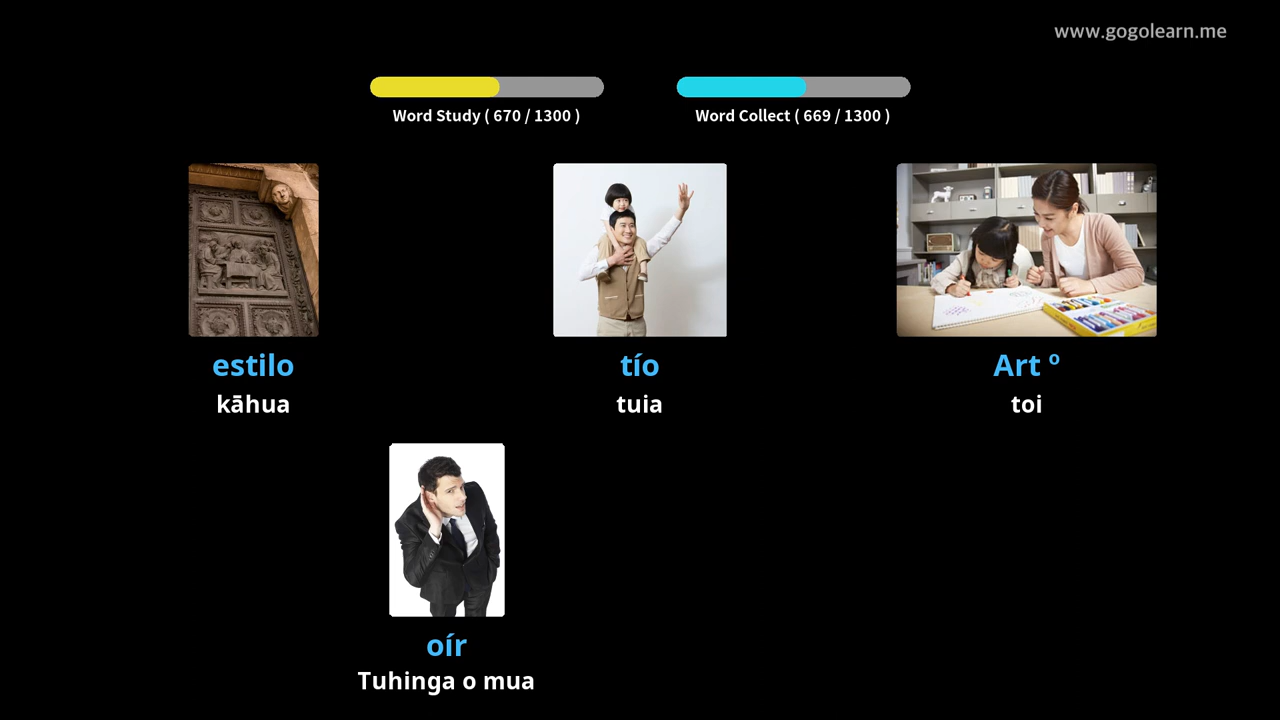 www.gogolearn.me
Word Study ( 670 / 1300 )
Word Collect ( 669 / 1300 )
estilo
kāhua
tío
tuia
Art º
toi
oír
Tuhinga o mua